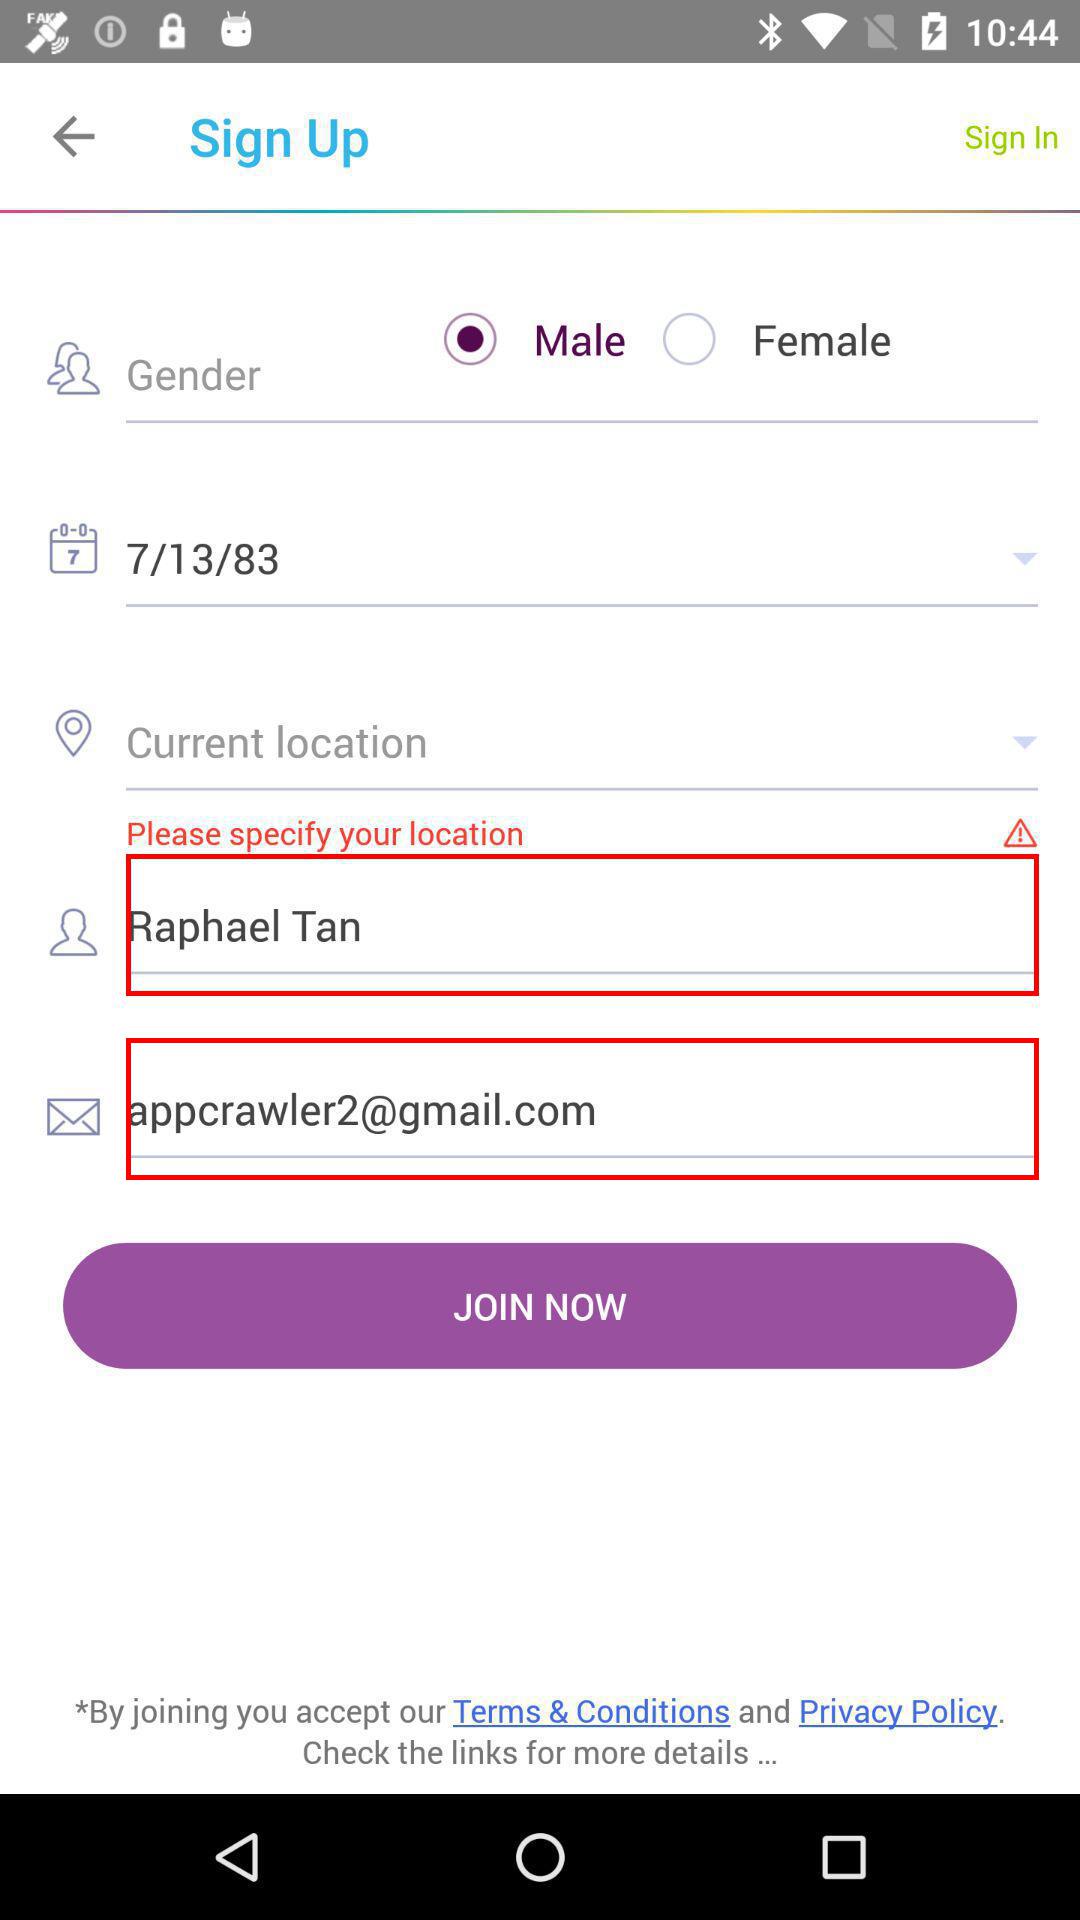 FAKE
10:44
Sign Up
Sign In
Gender
Male
Female
7
7/13/83
Current location
Please specify your location
Raphael Tan
appcrawler2@gmail.com
JOIN NOW
*By joining you accept our Terms & Conditions and Privacy Policy.
Check the links for more details ...